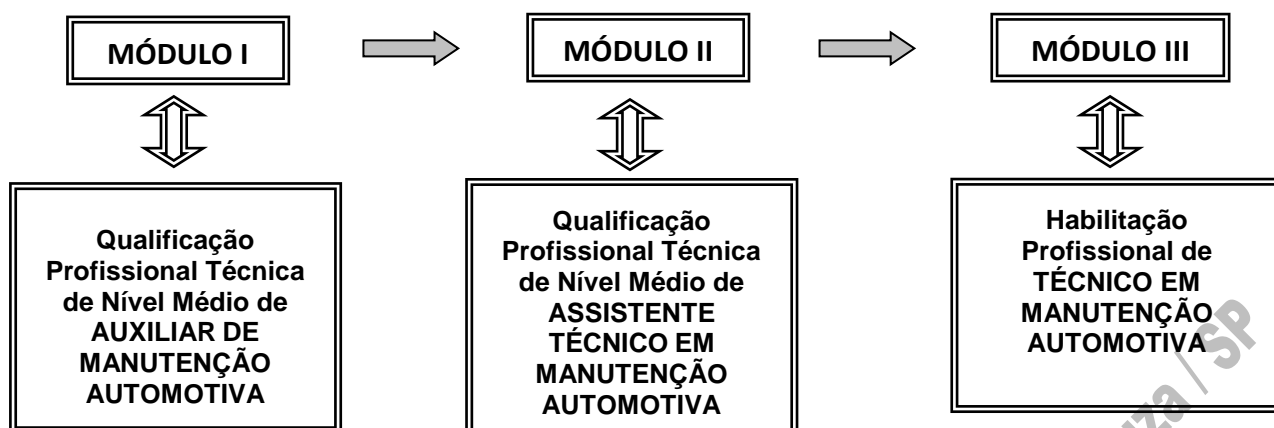 MÓDULO I
MÓDULO II
MÓDULO III
Qualificação
Profissional Técnica
de Nível Médio de
AUXILIAR DE
MANUTENÇÃO
AUTOMOTIVA
Qualificação
Profissional Técnica
de Nível Médio de
ASSISTENTE
TÉCNICO EM
MANUTENÇÃO
AUTOMOTIVA
Habilitação
Profissional de
TÉCNICO EM
MANUTENÇÃO
AUTOMOTIVA
/ SP